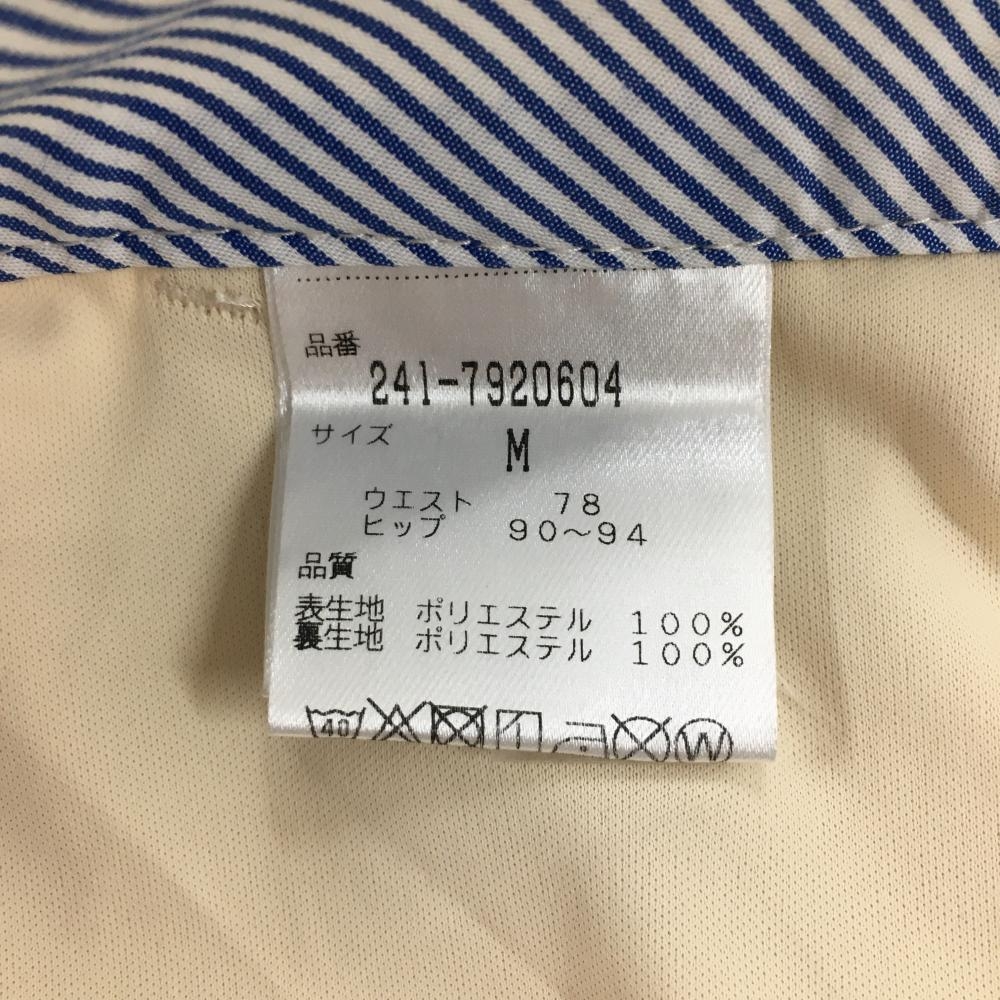 品番
241-7920604
サイズ
M
ウエスト 78
ヒップ 90～94
品質
表生地 ポリエステル 100%
裏生地 ポリエステル 100%
40
W